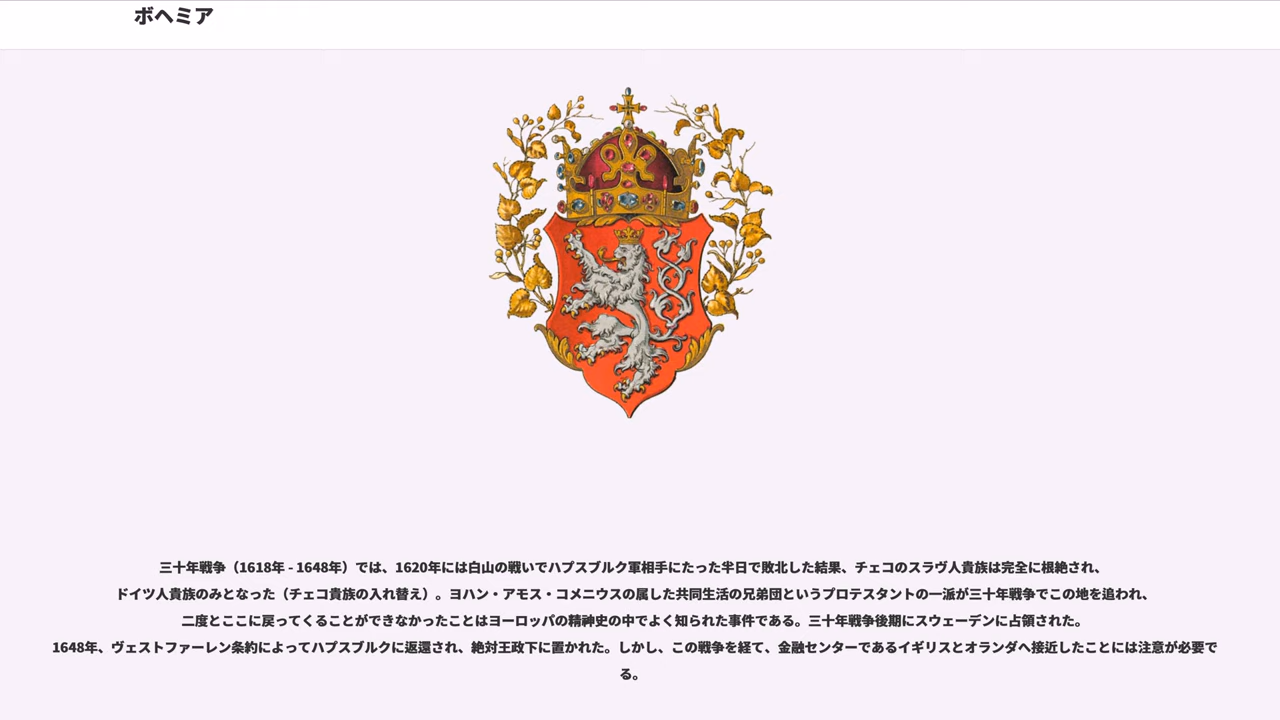 ボヘミア
三十年戦争（1618年 - 1648年）では、1620年には白山の戦いでハプスブルク軍相手にたった半日で敗北した結果、チェコのスラヴ人貴族は完全に根絶され、
ドイツ人貴族のみとなった（チェコ貴族の入れ替え）。ヨハン・アモス・コメニウスの属した共同生活の兄弟団というプロテスタントの一派が三十年戦争でこの地を追われ、
二度とここに戻ってくることができなかったことはヨーロッパの精神史の中でよく知られた事件である。三十年戦争後期にスウェーデンに占領された。
1648年、ヴェストファーレン条約によってハプスブルクに返還され、絶対王政下に置かれた。しかし、この戦争を経て、金融センターであるイギリスとオランダへ接近したことには注意が必要で
る。